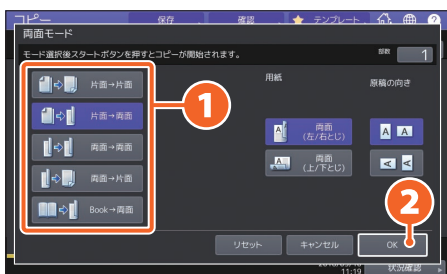 コピー
保存
確認
テンプレート
両面モード
モード選択後スタートボタンを押すとコピーが開始されます。
部数 1
用紙
原稿の向き
片面→片面
片面→両面
両面→両面
両面→片面
Book→両面
1
両面
(左/右とじ)
両面
(上/下とじ)
A
A A
2
リセット
キャンセル
OK
11:19
状況確認